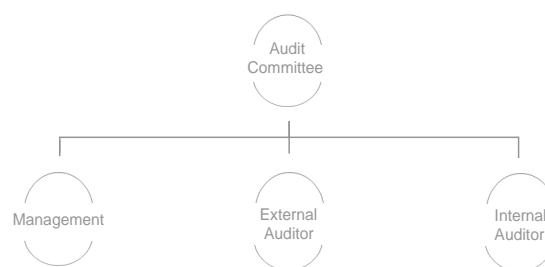 Audit
Committee
Management
External
Auditor
Internal
Auditor